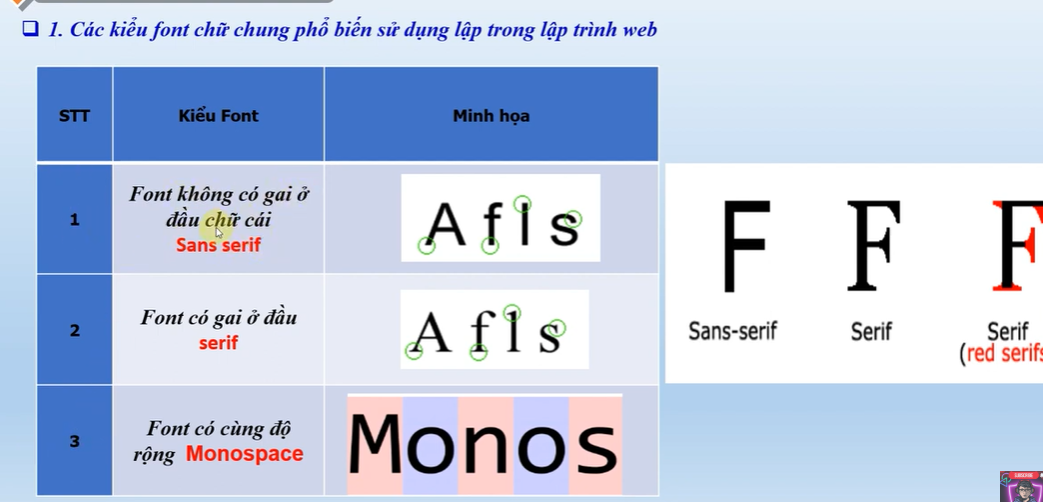 1. Các kiểu font chữ chung phổ biến sử dụng lập trong lập trình web
STT
Kiểu Font
Minh họa
1
Font không có gai ở
đầu chữ cái
Sans serif
A f l s
2
Font có gai ở đầu
serif
A f l s
3
Font có cùng độ
rộng Monospace
Monos
F
F
F
Sans-serif
Serif
Serif
(red serifs